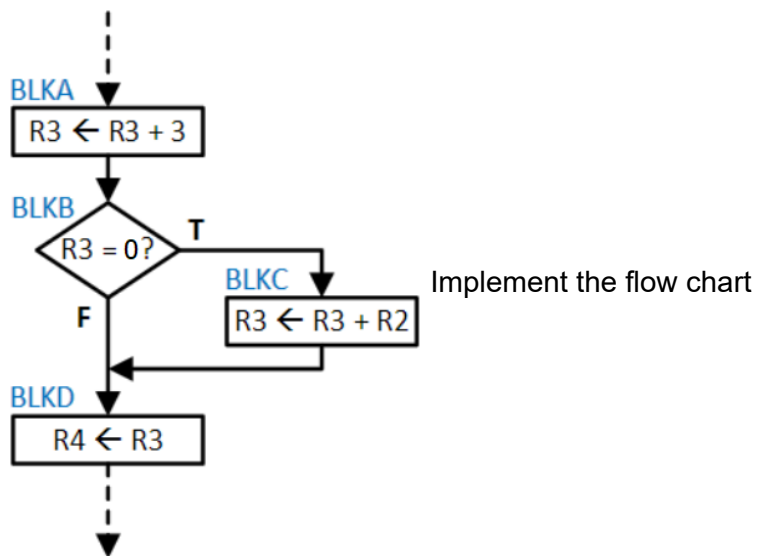 BLKA
R3 ← R3 + 3
BLKB
T
R3 = 0?
BLKC
Implement the flow chart
F
R3 ← R3 + R2
BLKD
R4 ← R3